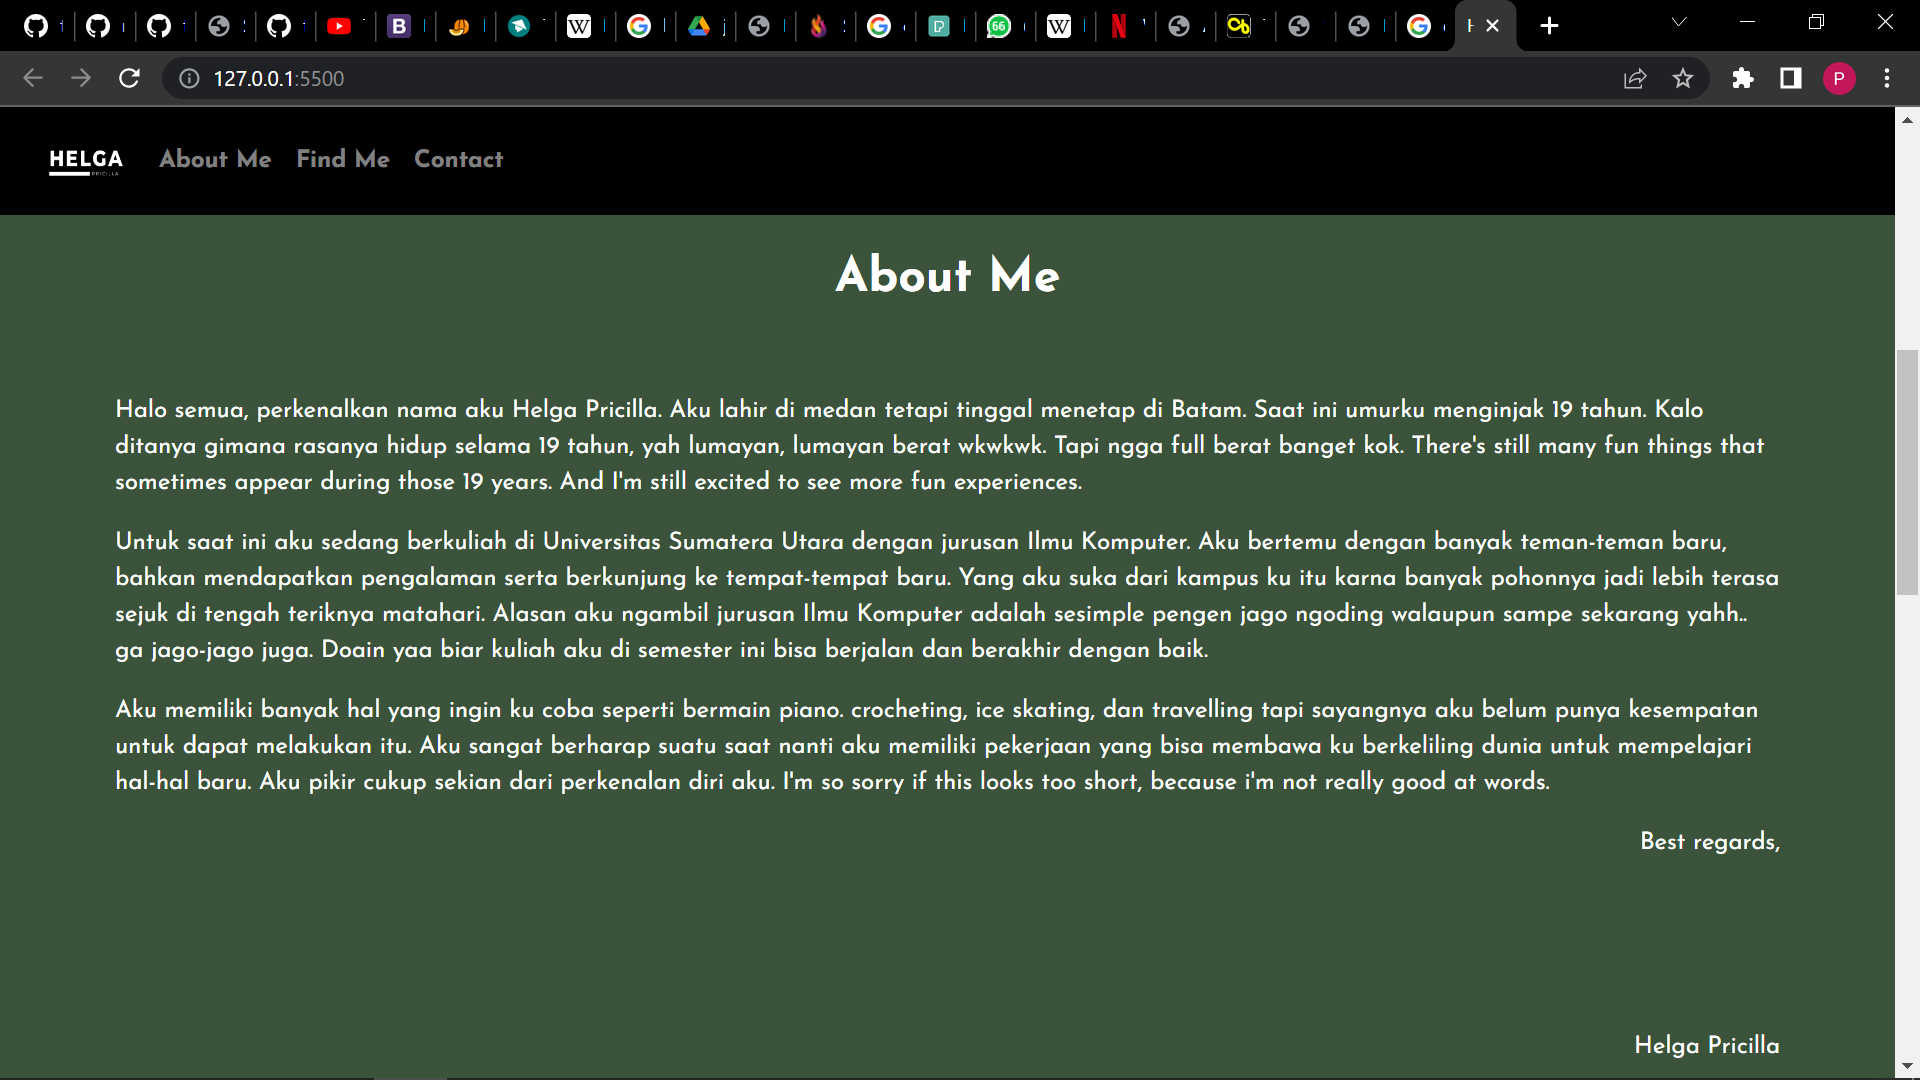 127.0.0.1:5500
P
66
HELGA
PRICILLA
About Me Find Me Contact
About Me
Halo semua, perkenalkan nama aku Helga Pricilla. Aku lahir di medan tetapi tinggal menetap di Batam. Saat ini umurku menginjak 19 tahun. Kalo
ditanya gimana rasanya hidup selama 19 tahun, yah lumayan, lumayan berat wkwkwk. Tapi ngga full berat banget kok. There's still many fun things that
sometimes appear during those 19 years. And I'm still excited to see more fun experiences.
Untuk saat ini aku sedang berkuliah di Universitas Sumatera Utara dengan jurusan Ilmu Komputer. Aku bertemu dengan banyak teman-teman baru,
bahkan mendapatkan pengalaman serta berkunjung ke tempat-tempat baru. Yang aku suka dari kampus ku itu karna banyak pohonnya jadi lebih terasa
sejuk di tengah teriknya matahari. Alasan aku ngambil jurusan Ilmu Komputer adalah sesimple pengen jago ngoding walaupun sampe sekarang yahh..
ga jago-jago juga. Doain yaa biar kuliah aku di semester ini bisa berjalan dan berakhir dengan baik.
Aku memiliki banyak hal yang ingin ku coba seperti bermain piano. crocheting, ice skating, dan travelling tapi sayangnya aku belum punya kesempatan
untuk dapat melakukan itu. Aku sangat berharap suatu saat nanti aku memiliki pekerjaan yang bisa membawa ku berkeliling dunia untuk mempelajari
hal-hal baru. Aku pikir cukup sekian dari perkenalan diri aku. I'm so sorry if this looks too short, because i'm not really good at words.
Best regards,
Helga Pricilla